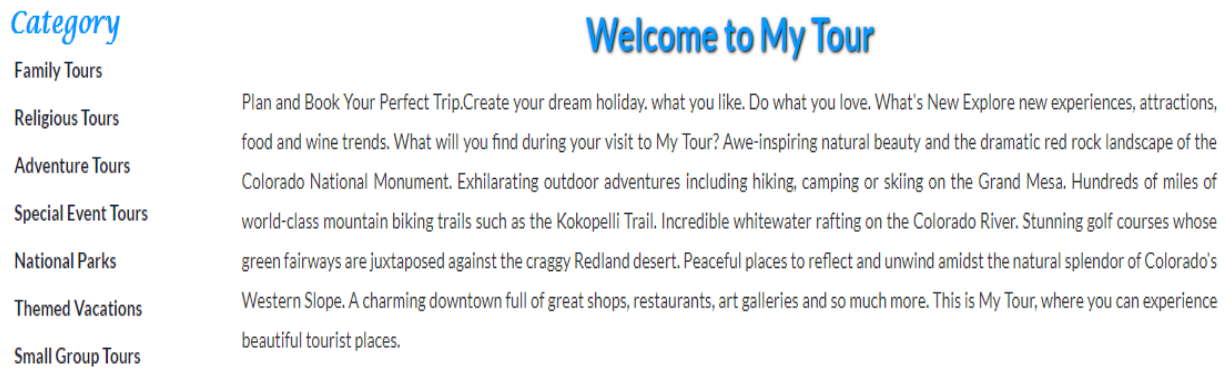 Category
Family Tours
Religious Tours
Adventure Tours
Special Event Tours
National Parks
Themed Vacations
Small Group Tours
Welcome to My Tour
Plan and Book Your Perfect Trip.Create your dream holiday. what you like. Do what you love. What's New Explore new experiences, attractions,
food and wine trends. What will you find during your visit to My Tour? Awe-inspiring natural beauty and the dramatic red rock landscape of the
Colorado National Monument. Exhilarating outdoor adventures including hiking, camping or skiing on the Grand Mesa. Hundreds of miles of
world-class mountain biking trails such as the Kokopelli Trail. Incredible whitewater rafting on the Colorado River. Stunning golf courses whose
green fairways are juxtaposed against the craggy Redland desert. Peaceful places to reflect and unwind amidst the natural splendor of Colorado's
Western Slope. A charming downtown full of great shops, restaurants, art galleries and so much more. This is My Tour, where you can experience
beautiful tourist places.